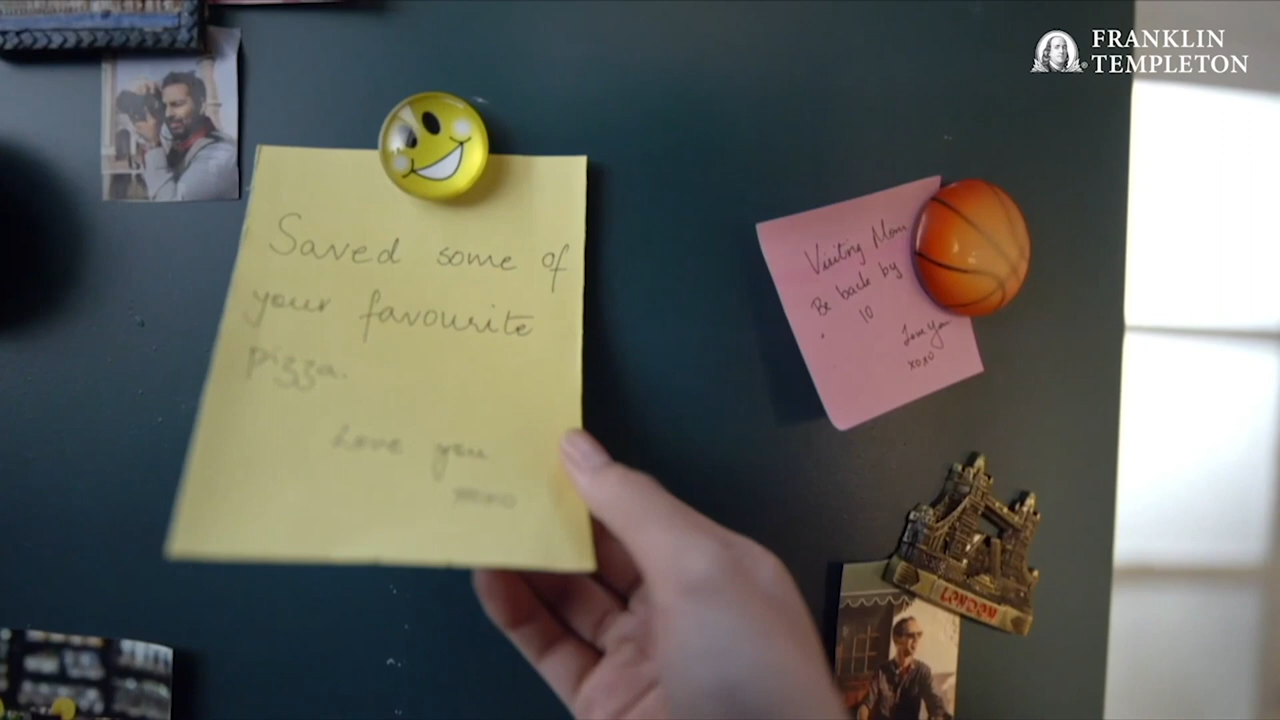 FRANKLIN
TEMPLETON
Saved some of
your favourite
pizza.
Love you
xoxo
Visiting Mom
Be back by
10
Love you
xoxo
LONDON